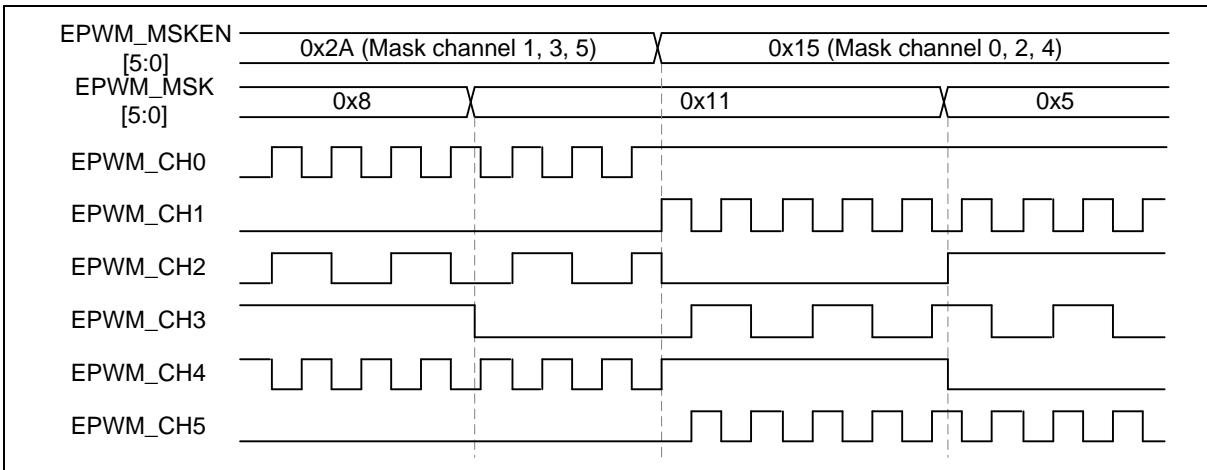 EPWM_MSKEN
[5:0]
0x2A (Mask channel 1, 3, 5)
0x15 (Mask channel 0, 2, 4)
EPWM_MSK
[5:0]
0x8
0x11
0x5
EPWM_CH0
EPWM_CH1
EPWM_CH2
EPWM_CH3
EPWM_CH4
EPWM_CH5